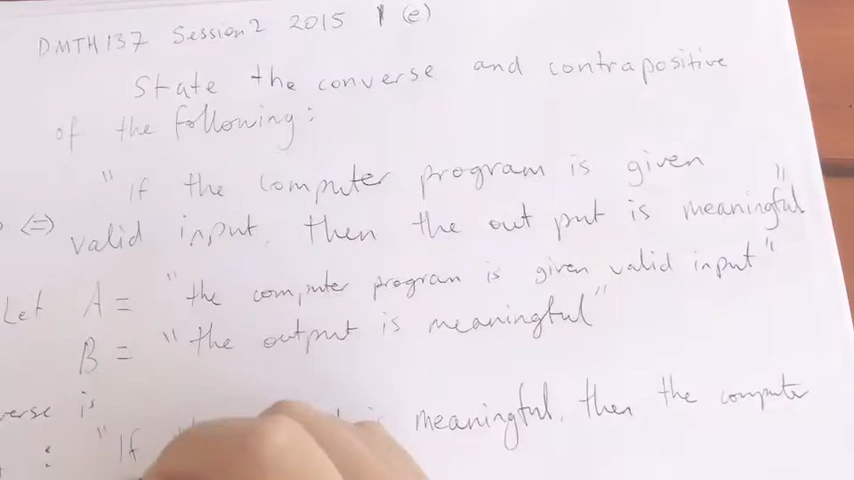 DMTH137 Session 2 2015 1 (e)
State the converse and contrapositive
of the following:
"if the computer program is given
⇔ valid input, then the output is meaningful"
Let A = "the computer program is given valid input"
B = "the output is meaningful"
is
: "If is meaningful, then the computer